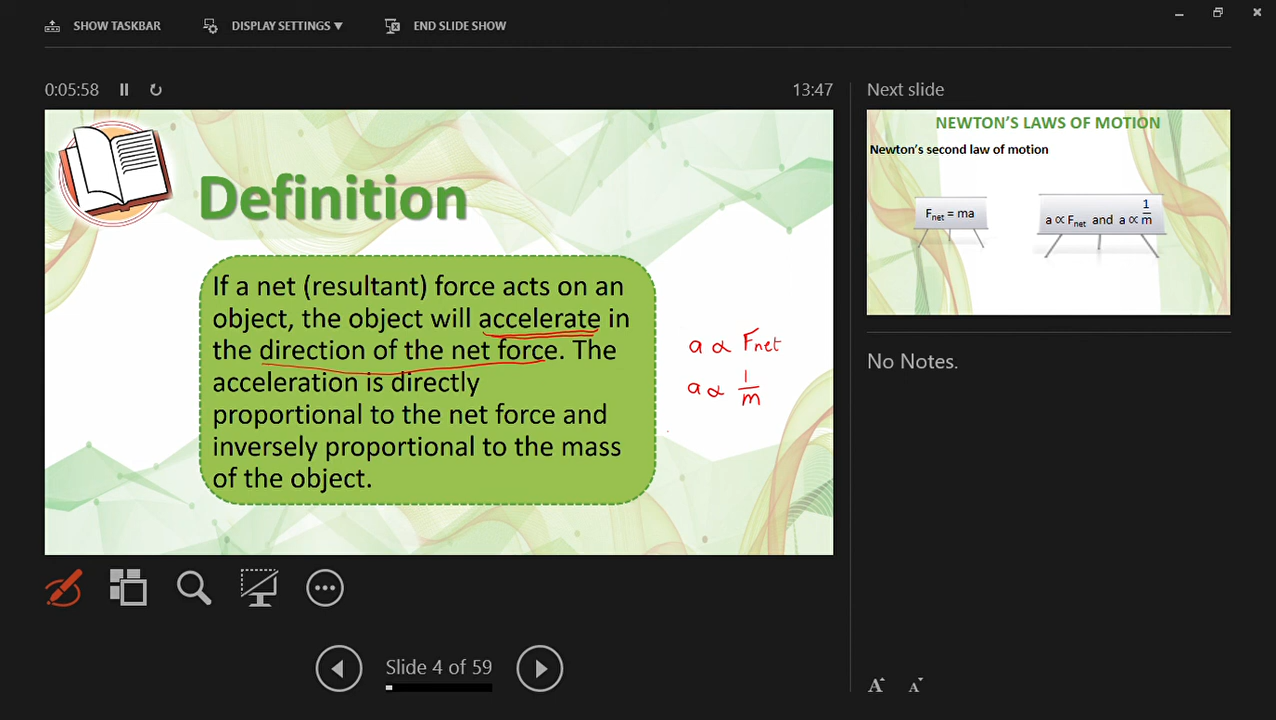 SHOW TASKBAR DISPLAY SETTINGS ▼ END SLIDE SHOW
0:05:58 13:47
Definition
If a net (resultant) force acts on an
object, the object will accelerate in
the direction of the net force. The
acceleration is directly
proportional to the net force and
inversely proportional to the mass
of the object.
a ∝ Fnet
a ∝ 1/m
Slide 4 of 59
Next slide
NEWTON'S LAWS OF MOTION
Newton's second law of motion
Fnet = ma
a ∝ Fnet and a ∝ 1/m
No Notes.
A A